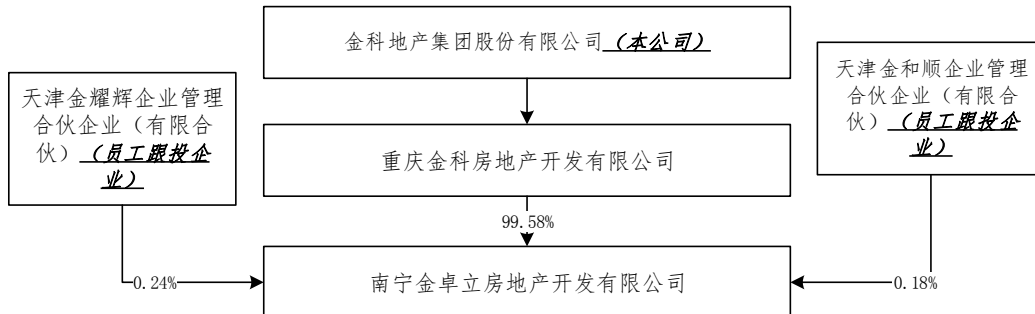 金科地产集团股份有限公司（本公司）
天津金耀辉企业管理
合伙企业（有限合
伙）（员工跟投企
业）
天津金和顺企业管理
合伙企业（有限合
伙）（员工跟投企
业）
重庆金科房地产开发有限公司
99.58%
0.24%
南宁金卓立房地产开发有限公司
0.18%